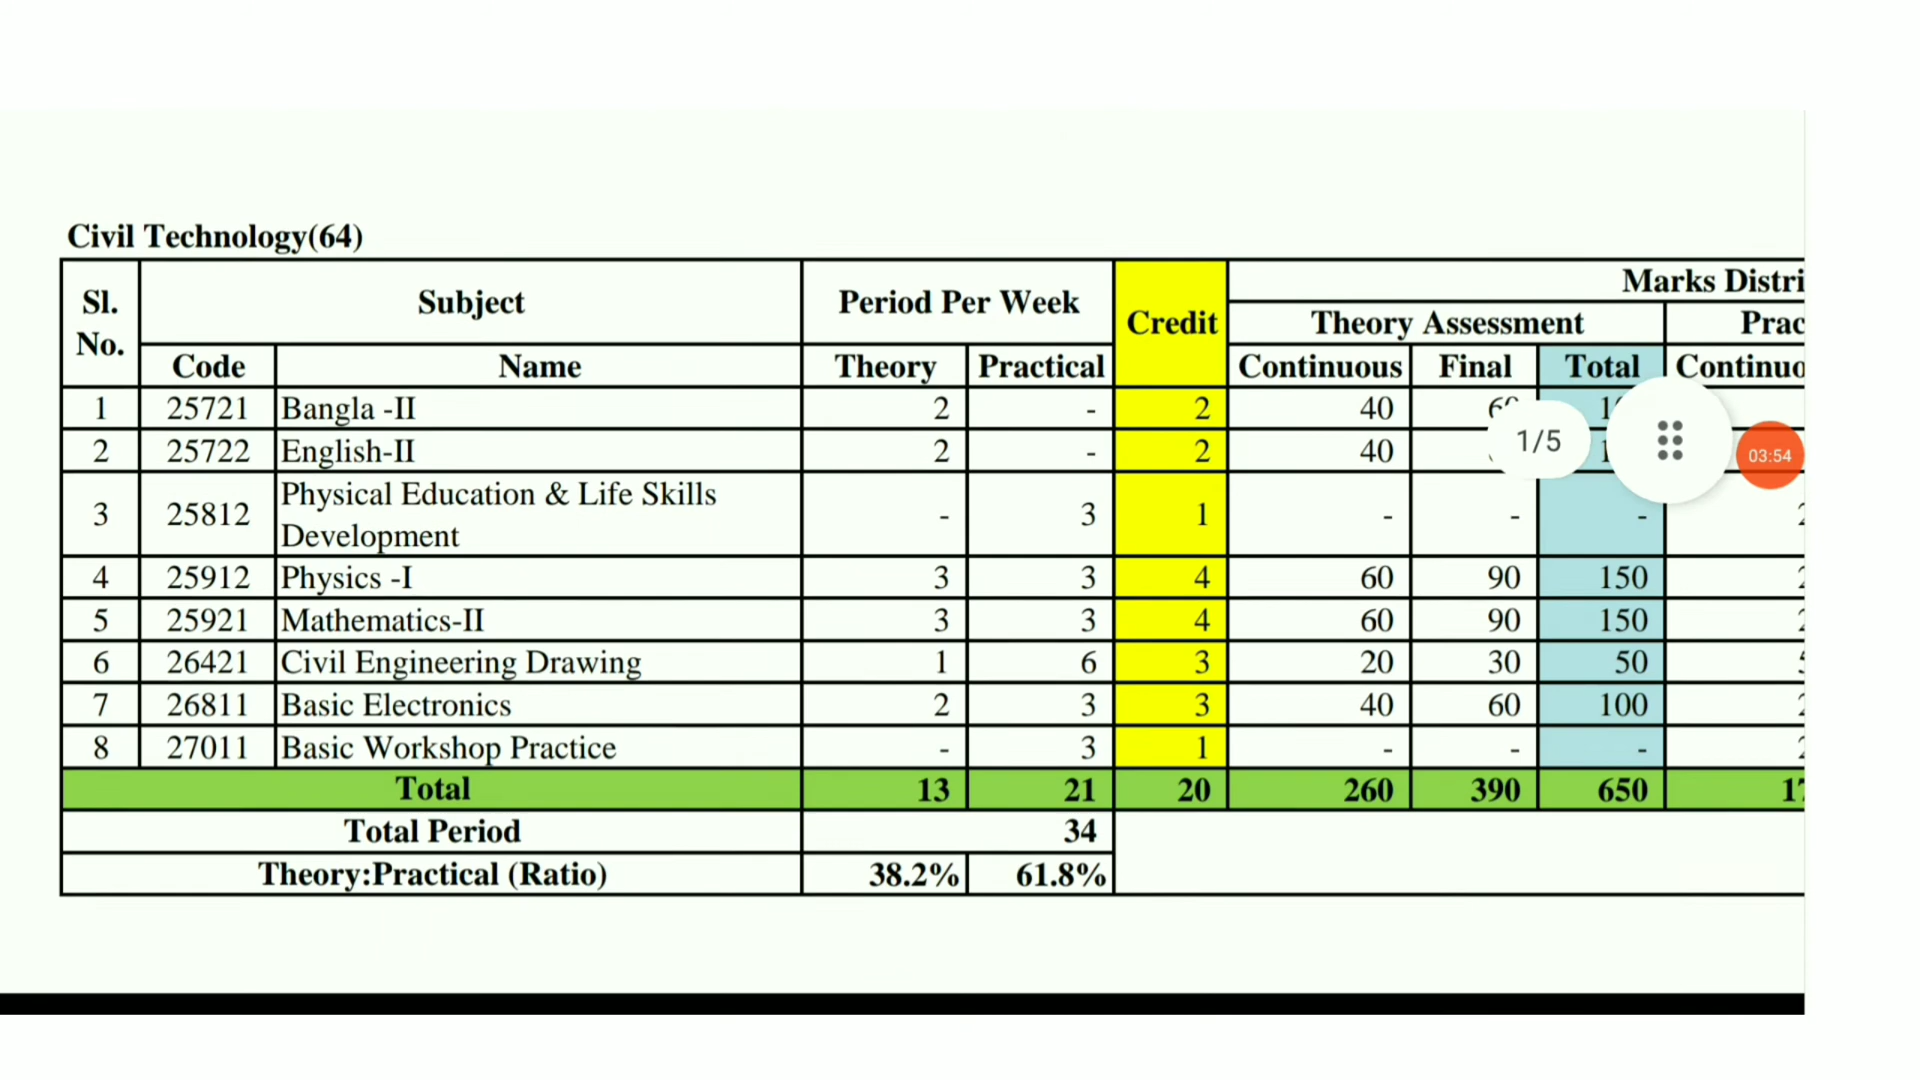 Civil Technology(64)
Sl. No. Subject Period Per Week Credit Marks Distri
Theory Assessment Prac
Code Name Theory Practical Continuous Final Total Continuo
1 25721 Bangla -II 2 - 2 40
2 25722 English-II 2 - 2 40
1/5
03:54
3 25812 Physical Education & Life Skills
Development - 3 1 - - -
4 25912 Physics -I 3 3 4 60 90 150
5 25921 Mathematics-II 3 3 4 60 90 150
6 26421 Civil Engineering Drawing 1 6 3 20 30 50
7 26811 Basic Electronics 2 3 3 40 60 100
8 27011 Basic Workshop Practice - 3 1 - - -
Total 13 21 20 260 390 650
Total Period 34
Theory:Practical (Ratio) 38.2% 61.8%